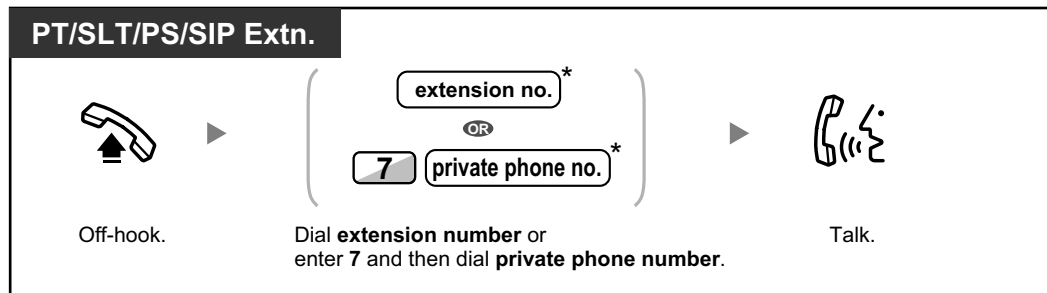 PT/SLT/PS/SIP Extn.
extension no.*
OR
7 private phone no.*
Off-hook.
Dial extension number or
enter 7 and then dial private phone number.
Talk.